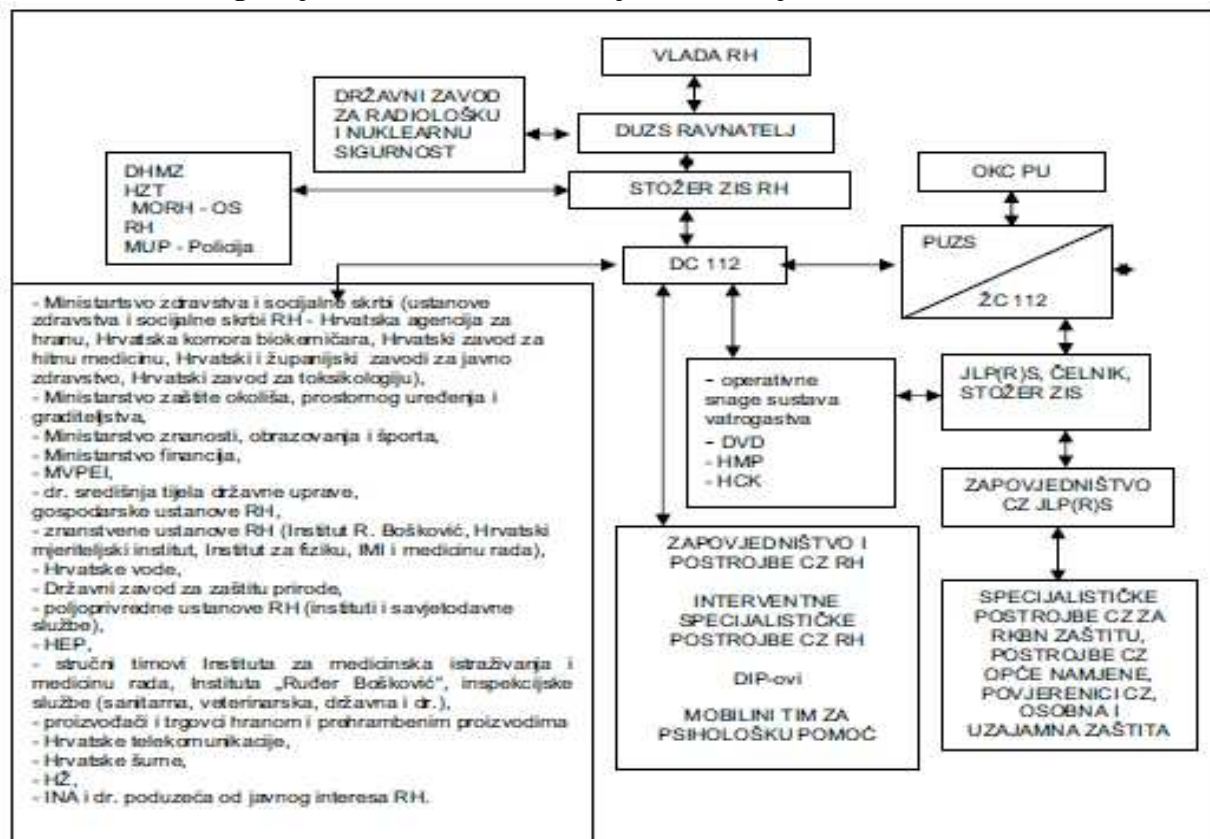 VLADA RH
DRŽAVNI ZAVOD
ZA RADIOLOŠKU
I NUKLEARNU
SIGURNOST
DUZS RAVNATELJ
DHMZ
HZT
MORH - OS
RH
MUP - Policija
STOŽER ZIS RH
OKC PU
DC 112
PUZS
ŽC 112
- Ministartsvo zdravstva i socijalne skrbi (ustanove
zdravstva i socijalne skrbi RH - Hrvatska agencija za
hranu, Hrvatska komora biokemičara, Hrvatski zavod za
hitnu medicinu, Hrvatski i županijski zavodi za javno
zdravstvo, Hrvatski zavod za toksikologiju),
- Ministarstvo zaštite okoliša, prostornog uređenja i
graditeljstva,
- Ministarstvo znanosti, obrazovanja i športa,
- Ministarstvo financija,
- MVPEI,
- dr. središnja tijela državne uprave,
gospodarske ustanove RH,
- znanstvene ustanove RH (Institut R. Bošković, Hrvatski
mjeriteljski institut, Institut za fiziku, IMI i medicinu rada),
- Hrvatske vode,
- Državni zavod za zaštitu prirode,
- poljoprivredne ustanove RH (instituti i savjetodavne
službe),
- HEP,
- stručni timovi Instituta za medicinska istraživanja i
medicinu rada, Instituta „Ruđer Bošković“, inspekcijske
službe (sanitarna, veterinarska, državna i dr.),
- proizvođači i trgovci hranom i prehrambenim proizvodima
- Hrvatske telekomunikacije,
- Hrvatske šume,
- HŽ,
- INA i dr. poduzeća od javnog interesa RH.
- operativne
snage sustava
vatrogastva
- DVD
- HMP
- HCK
JLP(R)S, ČELNIK,
STOŽER ZIS
ZAPOVJEDNIŠTVO
CZ JLP(R)S
ZAPOVJEDNIŠTVO I
POSTROJBE CZ RH
INTERVENTNE
SPECIJALISTIČKE
POSTROJBE CZ RH
DIP-ovi
MOBILINI TIM ZA
PSIHOLOŠKU POMOĆ
SPECIJALISTIČKE
POSTROJBE CZ ZA
RKBN ZAŠTITU,
POSTROJBE CZ
OPĆE NAMJENE,
POVJERENICI CZ,
OSOBNA I
UZAJAMNA ZAŠTITA